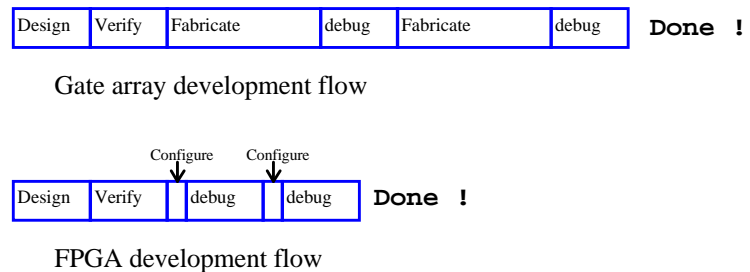 Design Verify Fabricate debug Fabricate debug Done !
Gate array development flow
Configure Configure
Design Verify debug debug Done !
FPGA development flow